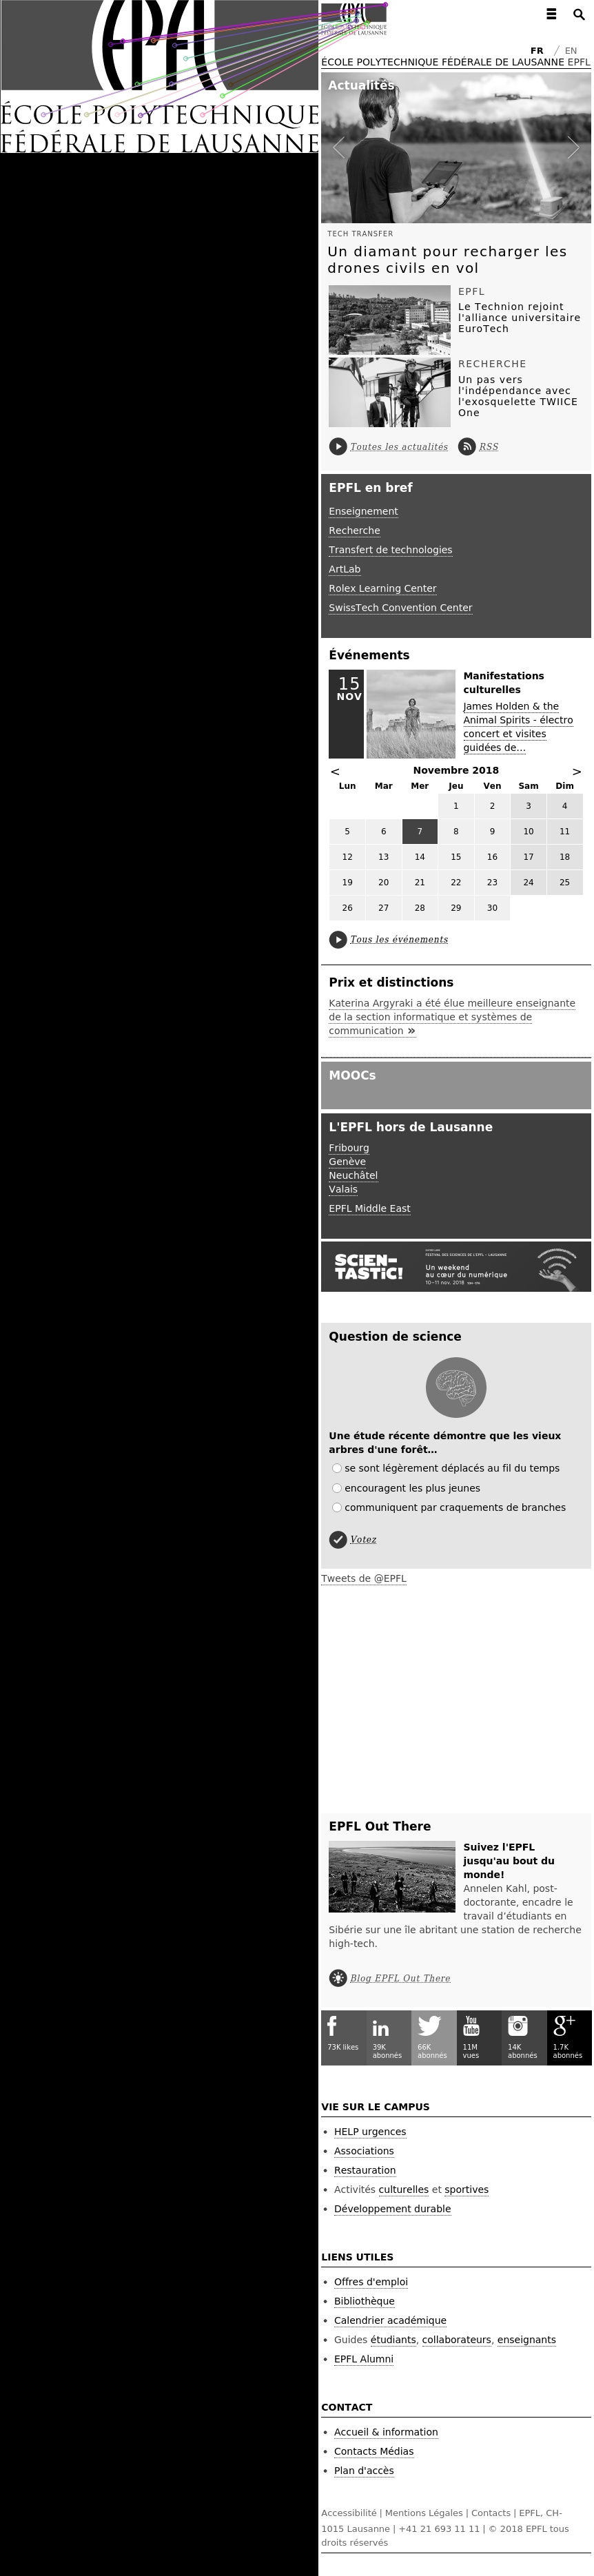 EPFL
ÉCOLE POLYTECHNIQUE
FÉDÉRALE DE LAUSANNE
FR / EN
ÉCOLE POLYTECHNIQUE FÉDÉRALE DE LAUSANNE EPFL
Actualités
TECH TRANSFER
Un diamant pour recharger les
drones civils en vol
EPFL
Le Technion rejoint
l'alliance universitaire
EuroTech
RECHERCHE
Un pas vers
l'indépendance avec
l'exosquelette TWIICE
One
Toutes les actualités RSS
EPFL en bref
Enseignement
Recherche
Transfert de technologies
ArtLab
Rolex Learning Center
SwissTech Convention Center
Événements
15
NOV
Manifestations
culturelles
James Holden & the
Animal Spirits - électro
concert et visites
guidées de...
< Novembre 2018 >
Lun Mar Mer Jeu Ven Sam Dim
1 2 3 4
5 6 7 8 9 10 11
12 13 14 15 16 17 18
19 20 21 22 23 24 25
26 27 28 29 30
Tous les événements
Prix et distinctions
Katerina Argyraki a été élue meilleure enseignante
de la section informatique et systèmes de
communication »
MOOCs
L'EPFL hors de Lausanne
Fribourg
Genève
Neuchâtel
Valais
EPFL Middle East
SCIEN-
TASTIC!
FESTIVAL DES SCIENCES DE L'EPFL – LAUSANNE
Un weekend
au cœur du numérique
10–11 nov. 2018
Question de science
Une étude récente démontre que les vieux
arbres d'une forêt…
se sont légèrement déplacés au fil du temps
encouragent les plus jeunes
communiquent par craquements de branches
Votez
Tweets de @EPFL
EPFL Out There
Suivez l'EPFL
jusqu'au bout du
monde!
Annelen Kahl, post-
doctorante, encadre le
travail d’étudiants en
Sibérie sur une île abritant une station de recherche
high-tech.
Blog EPFL Out There
f in You Tube g+
73K likes 39K abonnés 66K abonnés 11M vues 14K abonnés 1.7K abonnés
VIE SUR LE CAMPUS
• HELP urgences
• Associations
• Restauration
• Activités culturelles et sportives
• Développement durable
LIENS UTILES
• Offres d'emploi
• Bibliothèque
• Calendrier académique
• Guides étudiants, collaborateurs, enseignants
• EPFL Alumni
CONTACT
• Accueil & information
• Contacts Médias
• Plan d'accès
Accessibilité | Mentions Légales | Contacts | EPFL, CH-
1015 Lausanne | +41 21 693 11 11 | © 2018 EPFL tous
droits réservés